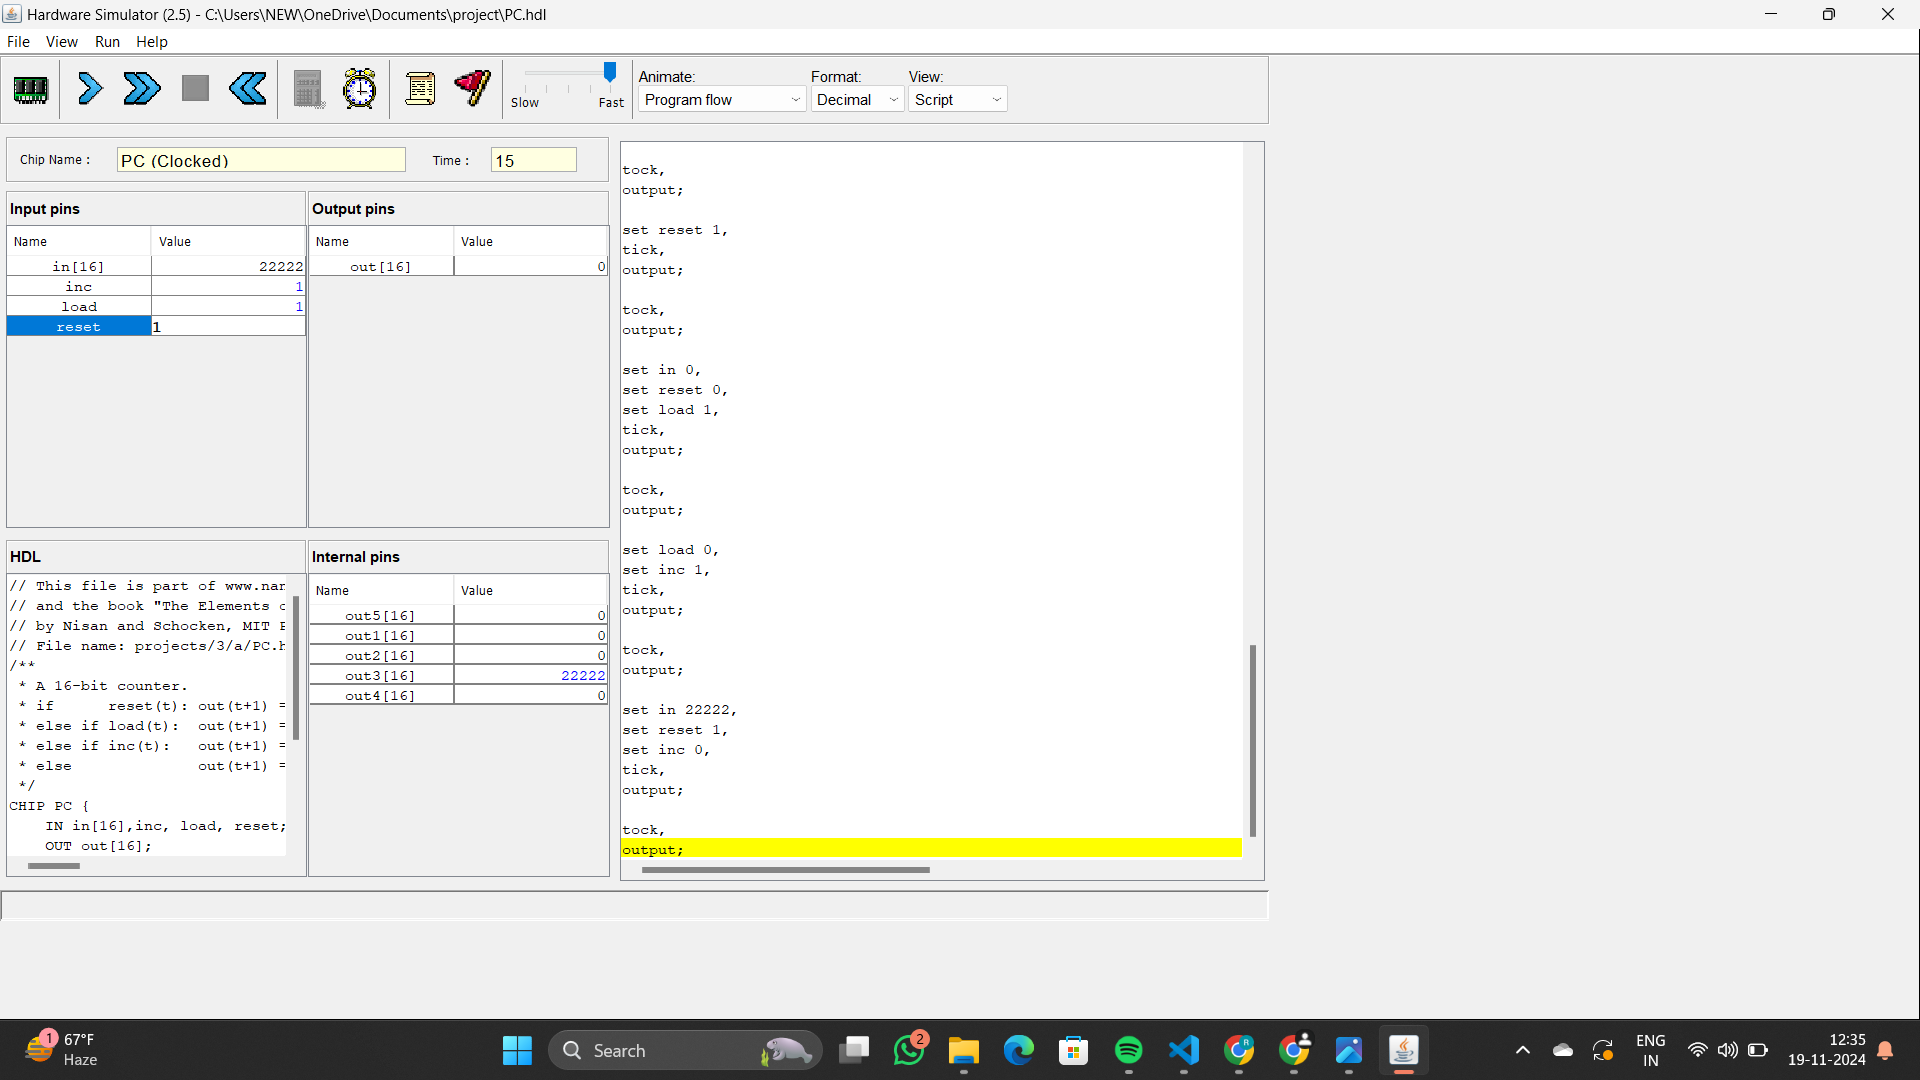 Hardware Simulator (2.5) - C:\Users\NEW\OneDrive\Documents\project\PC.hdl
File View Run Help
Slow Fast
Animate: Format: View:
Program flow Decimal Script
Chip Name : PC (Clocked) Time : 15
Input pins
Name Value
in[16] 22222
inc 1
load 1
reset 1
Output pins
Name Value
out[16] 0
HDL
// This file is part of www.nan
// and the book "The Elements o
// by Nisan and Schocken, MIT P
// File name: projects/3/a/PC.h
/**
* A 16-bit counter.
* if reset(t): out(t+1) =
* else if load(t): out(t+1) =
* else if inc(t): out(t+1) =
* else out(t+1) =
*/
CHIP PC {
IN in[16],inc, load, reset;
OUT out[16];
Internal pins
Name Value
out5[16] 0
out1[16] 0
out2[16] 0
out3[16] 22222
out4[16] 0
tock,
output;
set reset 1,
tick,
output;
tock,
output;
set in 0,
set reset 0,
set load 1,
tick,
output;
tock,
output;
set load 0,
set inc 1,
tick,
output;
tock,
output;
set in 22222,
set reset 1,
set inc 0,
tick,
output;
tock,
output;
1
67°F
Haze
Search
2
R
ENG
IN
12:35
19-11-2024